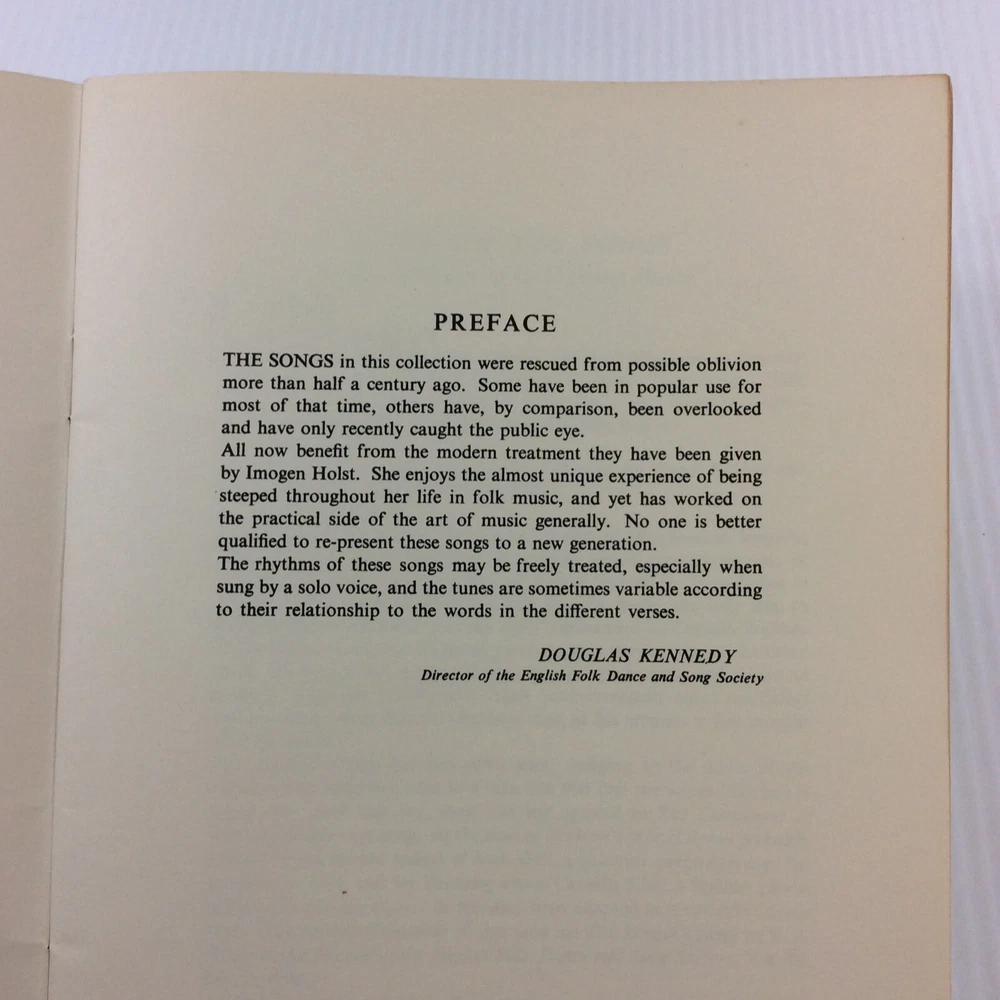 PREFACE
THE SONGS in this collection were rescued from possible oblivion
more than half a century ago. Some have been in popular use for
most of that time, others have, by comparison, been overlooked
and have only recently caught the public eye.
All now benefit from the modern treatment they have been given
by Imogen Holst. She enjoys the almost unique experience of being
steeped throughout her life in folk music, and yet has worked on
the practical side of the art of music generally. No one is better
qualified to re-present these songs to a new generation.
The rhythms of these songs may be freely treated, especially when
sung by a solo voice, and the tunes are sometimes variable according
to their relationship to the words in the different verses.
DOUGLAS KENNEDY
Director of the English Folk Dance and Song Society